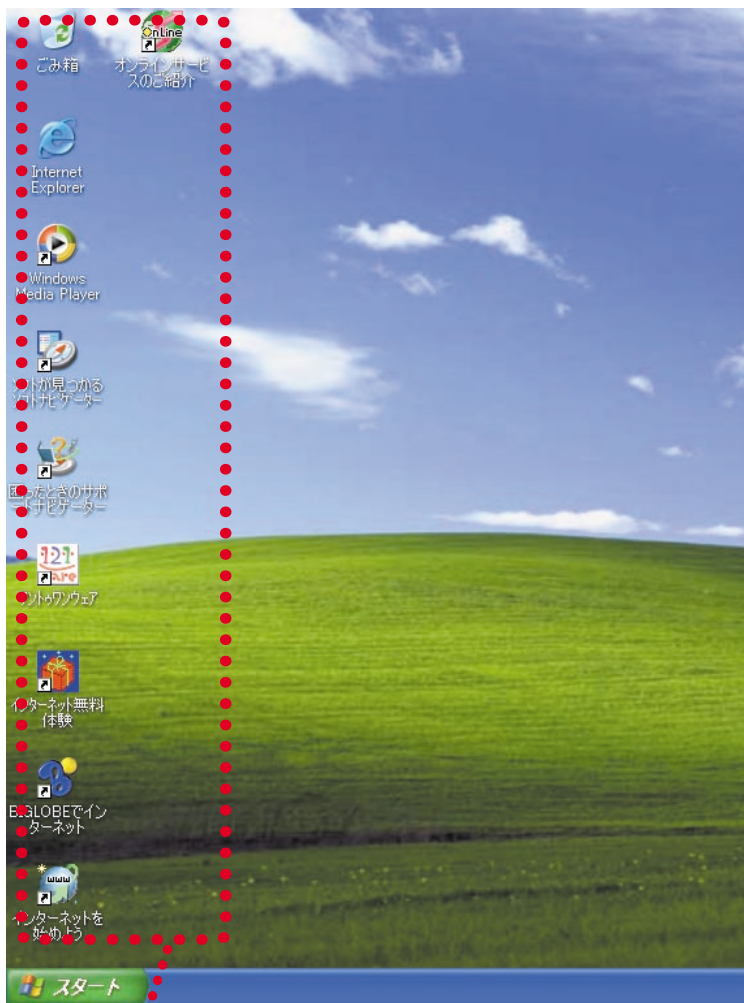 ごみ箱
OnLine
オンラインサービ
スのご紹介
Internet
Explorer
Windows
Media Player
ソフトが見つかる
ソフトナビゲーター
困ったときのサポ
ートナビゲーター
121
ware
ワントゥワンウェア
インターネット無料
体験
BIGLOBEでイン
ターネット
www
インターネットを
始めよう
スタート